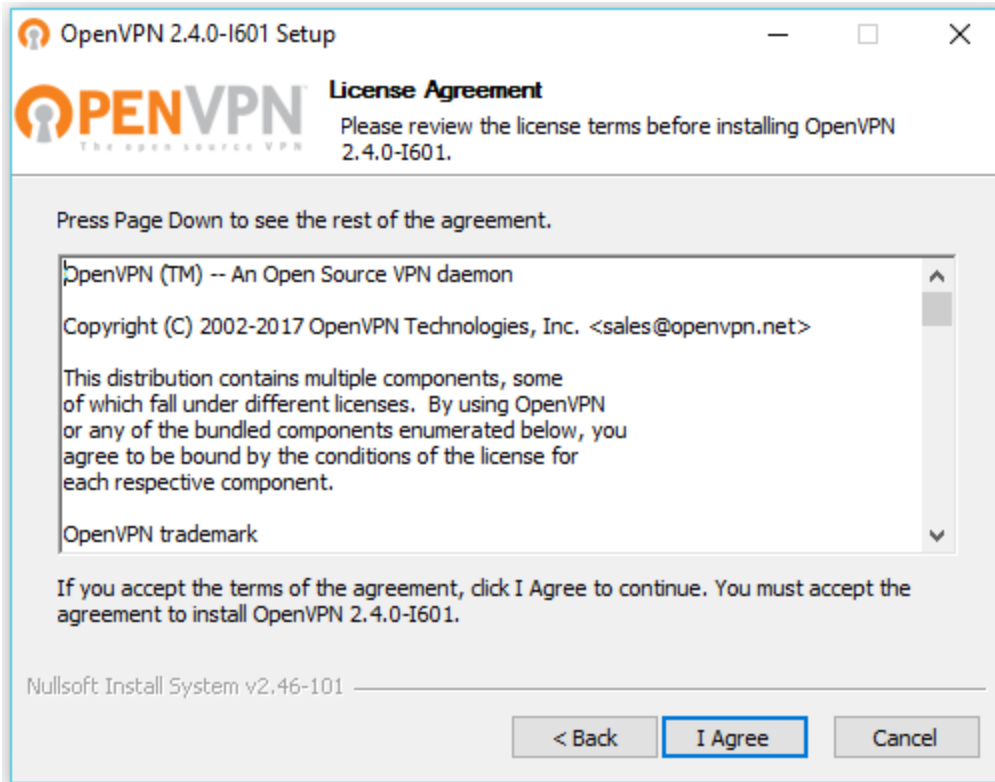 OpenVPN 2.4.0-I601 Setup
OPENVPN
The open source VPN
License Agreement
Please review the license terms before installing OpenVPN
2.4.0-I601.
Press Page Down to see the rest of the agreement.
OpenVPN (TM) -- An Open Source VPN daemon
Copyright (C) 2002-2017 OpenVPN Technologies, Inc. <sales@openvpn.net>
This distribution contains multiple components, some
of which fall under different licenses.  By using OpenVPN
or any of the bundled components enumerated below, you
agree to be bound by the conditions of the license for
each respective component.
OpenVPN trademark
If you accept the terms of the agreement, click I Agree to continue. You must accept the
agreement to install OpenVPN 2.4.0-I601.
Nullsoft Install System v2.46-101
< Back
I Agree
Cancel